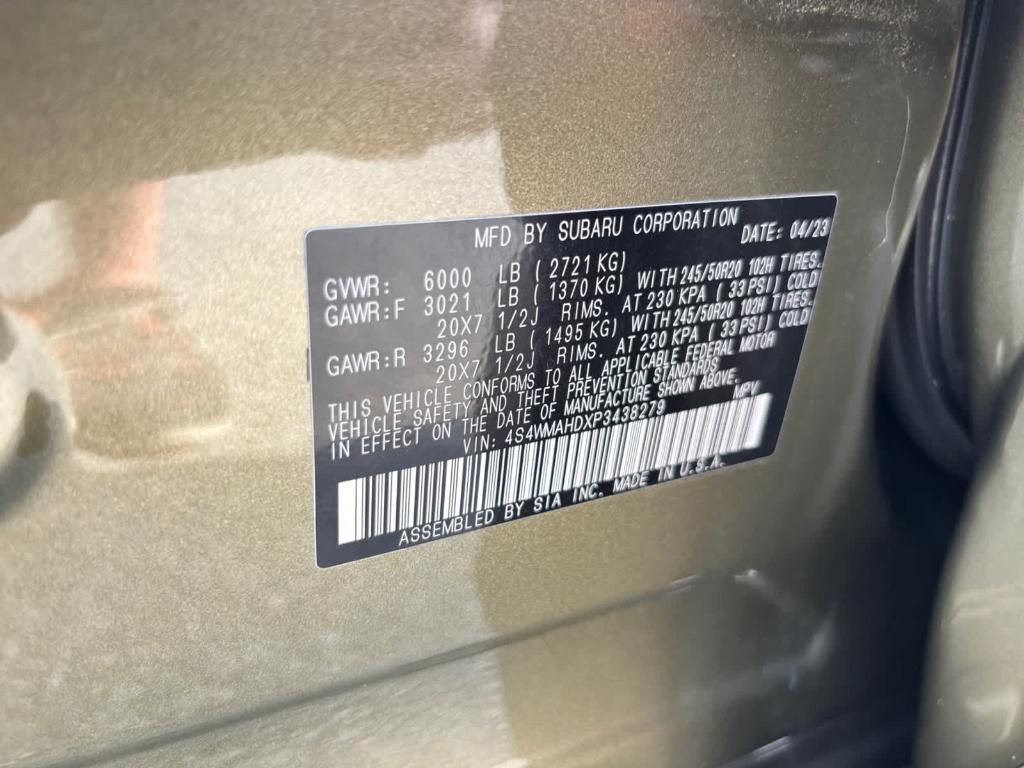 MFD BY SUBARU CORPORATION DATE: 04/23
GVWR: 6000 LB ( 2721 KG)
GAWR:F 3021 LB ( 1370 KG) WITH 245/50R20 102H TIRES.
20X7 1/2J RIMS. AT 230 KPA ( 33 PSI) COLD
GAWR:R 3296 LB ( 1495 KG) WITH 245/50R20 102H TIRES.
20X7 1/2J RIMS. AT 230 KPA ( 33 PSI) COLD
THIS VEHICLE CONFORMS TO ALL APPLICABLE FEDERAL MOTOR
VEHICLE SAFETY AND THEFT PREVENTION STANDARDS
IN EFFECT ON THE DATE OF MANUFACTURE SHOWN ABOVE.
VIN: 4S4WMAHDXP3438279 MPV
ASSEMBLED BY SIA INC. MADE IN U.S.A.